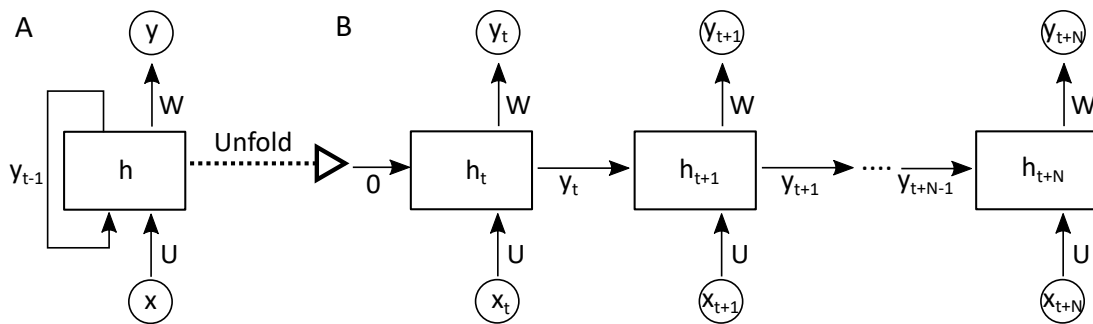 A
B
y
y_t
y_{t+1}
y_{t+N}
W
W
W
W
Unfold
y_{t-1}
h
0
h_t
y_t
h_{t+1}
y_{t+1}
....
y_{t+N-1}
h_{t+N}
U
U
U
U
x
x_t
x_{t+1}
x_{t+N}